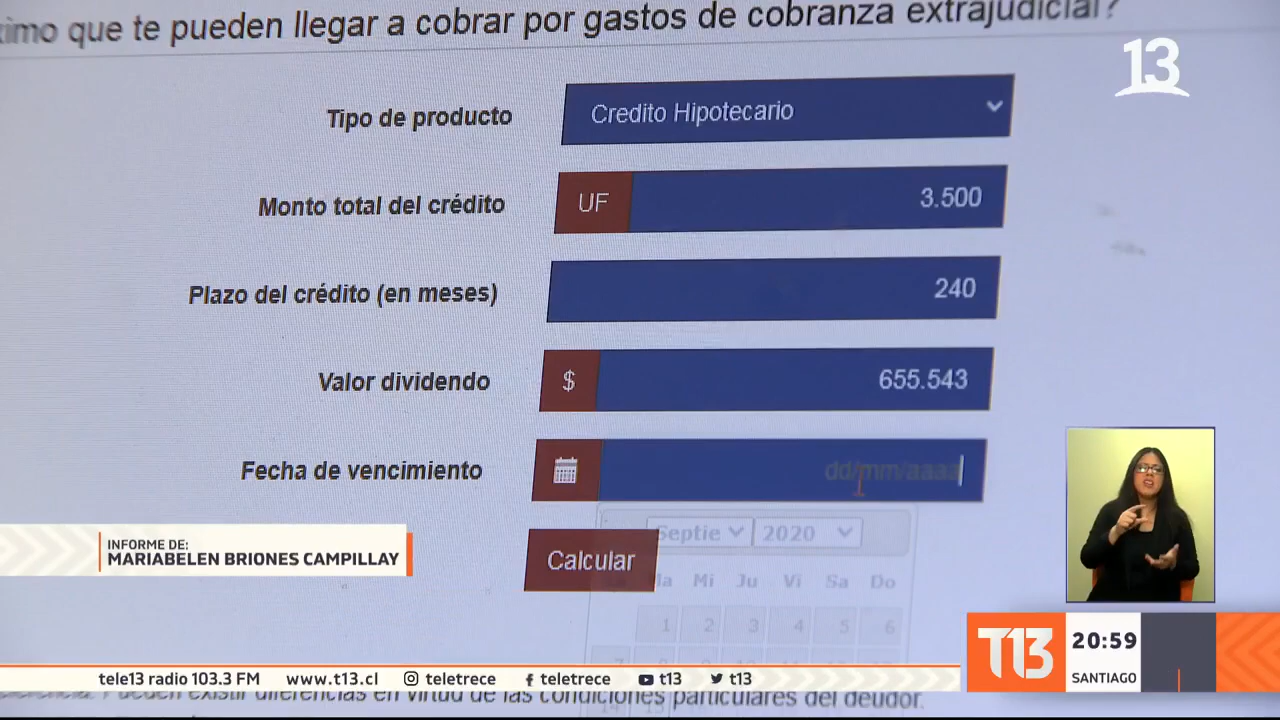 que te pueden llegar a cobrar por gastos de cobranza extrajudicial?
13
Tipo de producto
Credito Hipotecario
Monto total del crédito
UF
3.500
Plazo del crédito (en meses)
240
Valor dividendo
$
655.543
Fecha de vencimiento
dd/mm/aaaa
Septie
2020
Calcular
Mi Ju Vi Sa Do
1 2 3 4 5 6
INFORME DE:
MARIABELEN BRIONES CAMPILLAY
T13
20:59
SANTIAGO
tele13 radio 103.3 FM www.t13.cl teletrece teletrece t13 t13
Pueden existir diferencias en virtud de las condiciones particulares del deudor.